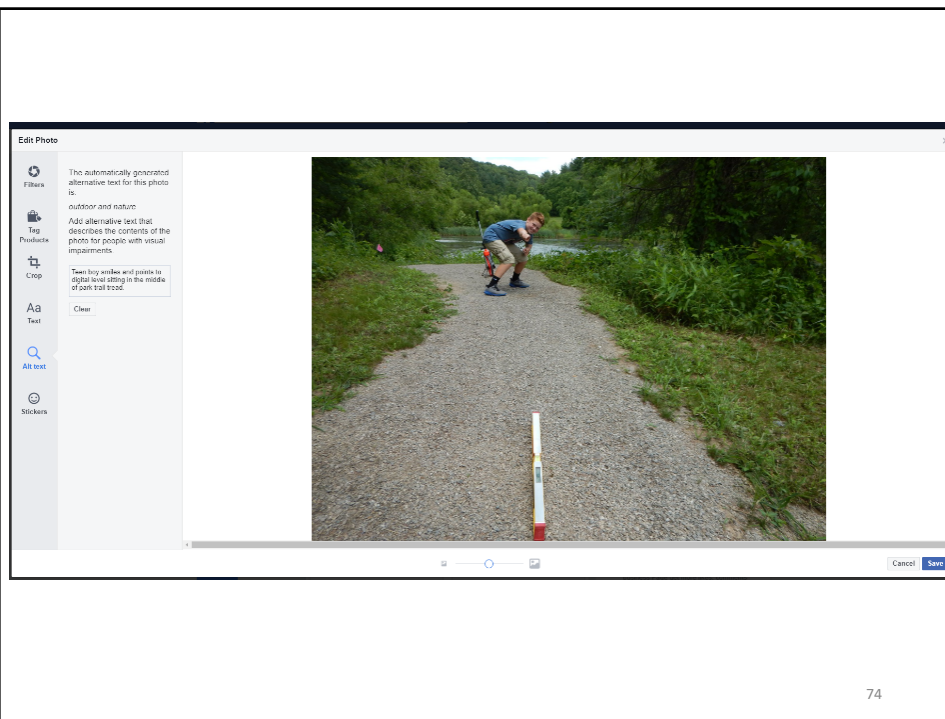 Edit Photo
Filters
Tag
Products
Crop
Aa
Text
Alt text
Stickers
The automatically generated
alternative text for this photo
is:
outdoor and nature
Add alternative text that
describes the contents of the
photo for people with visual
impairments.
Teen boy smiles and points to
digital level sitting in the middle
of park trail tread.
Clear
Cancel
Save
74